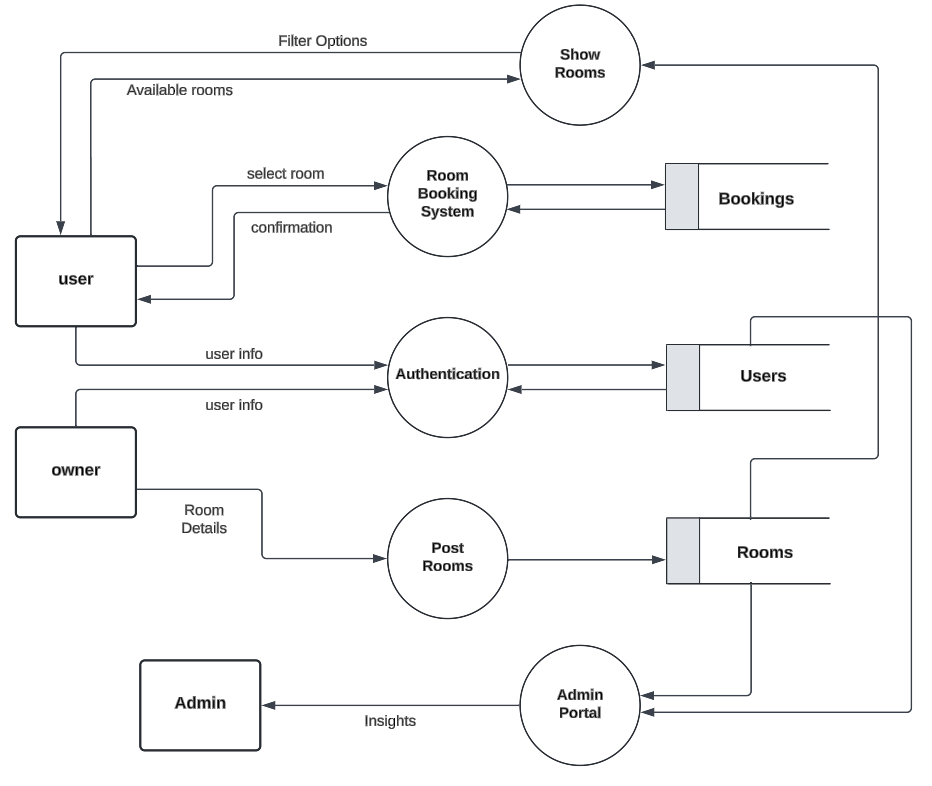 Filter Options
Show
Rooms
Available rooms
select room
Room
Booking
System
Bookings
confirmation
user
user info
Authentication
Users
user info
owner
Room
Details
Post
Rooms
Rooms
Admin
Admin
Portal
Insights